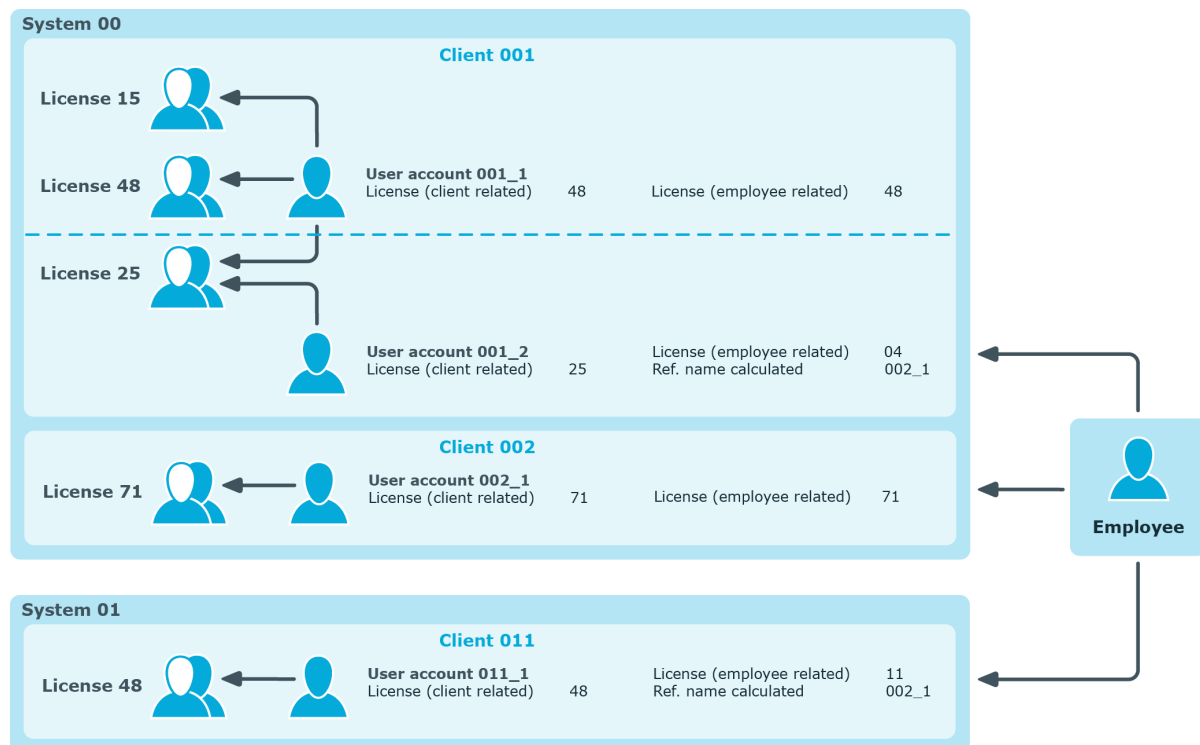 System 00
Client 001
License 15
License 48
User account 001_1
License (client related) 48 License (employee related) 48
License 25
User account 001_2 License (employee related) 04
License (client related) 25 Ref. name calculated 002_1
Client 002
License 71
User account 002_1
License (client related) 71 License (employee related) 71
Employee
System 01
Client 011
License 48
User account 011_1 License (employee related) 11
License (client related) 48 Ref. name calculated 002_1